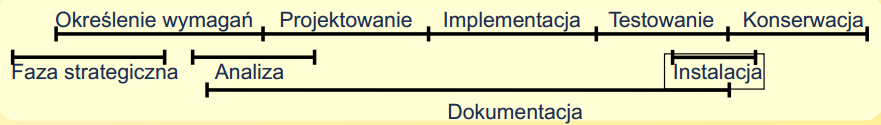 Określenie wymagań Projektowanie Implementacja Testowanie Konserwacja
Faza strategiczna Analiza Instalacja
Dokumentacja